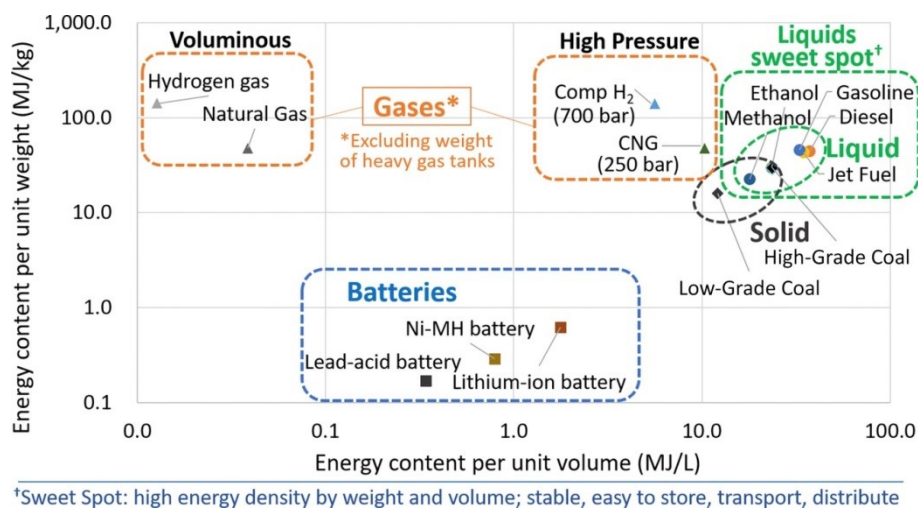 Energy content per unit weight (MJ/kg)
1,000.0
100.0
10.0
1.0
0.1
Voluminous
Hydrogen gas
Natural Gas
Gases*
*Excluding weight
of heavy gas tanks
High Pressure
Comp H₂
(700 bar)
CNG
(250 bar)
Liquids
sweet spot†
Ethanol
Gasoline
Methanol
Diesel
Liquid
Jet Fuel
Solid
High-Grade Coal
Low-Grade Coal
Batteries
Ni-MH battery
Lead-acid battery
Lithium-ion battery
0.0
0.1
1.0
10.0
100.0
Energy content per unit volume (MJ/L)
†Sweet Spot: high energy density by weight and volume; stable, easy to store, transport, distribute